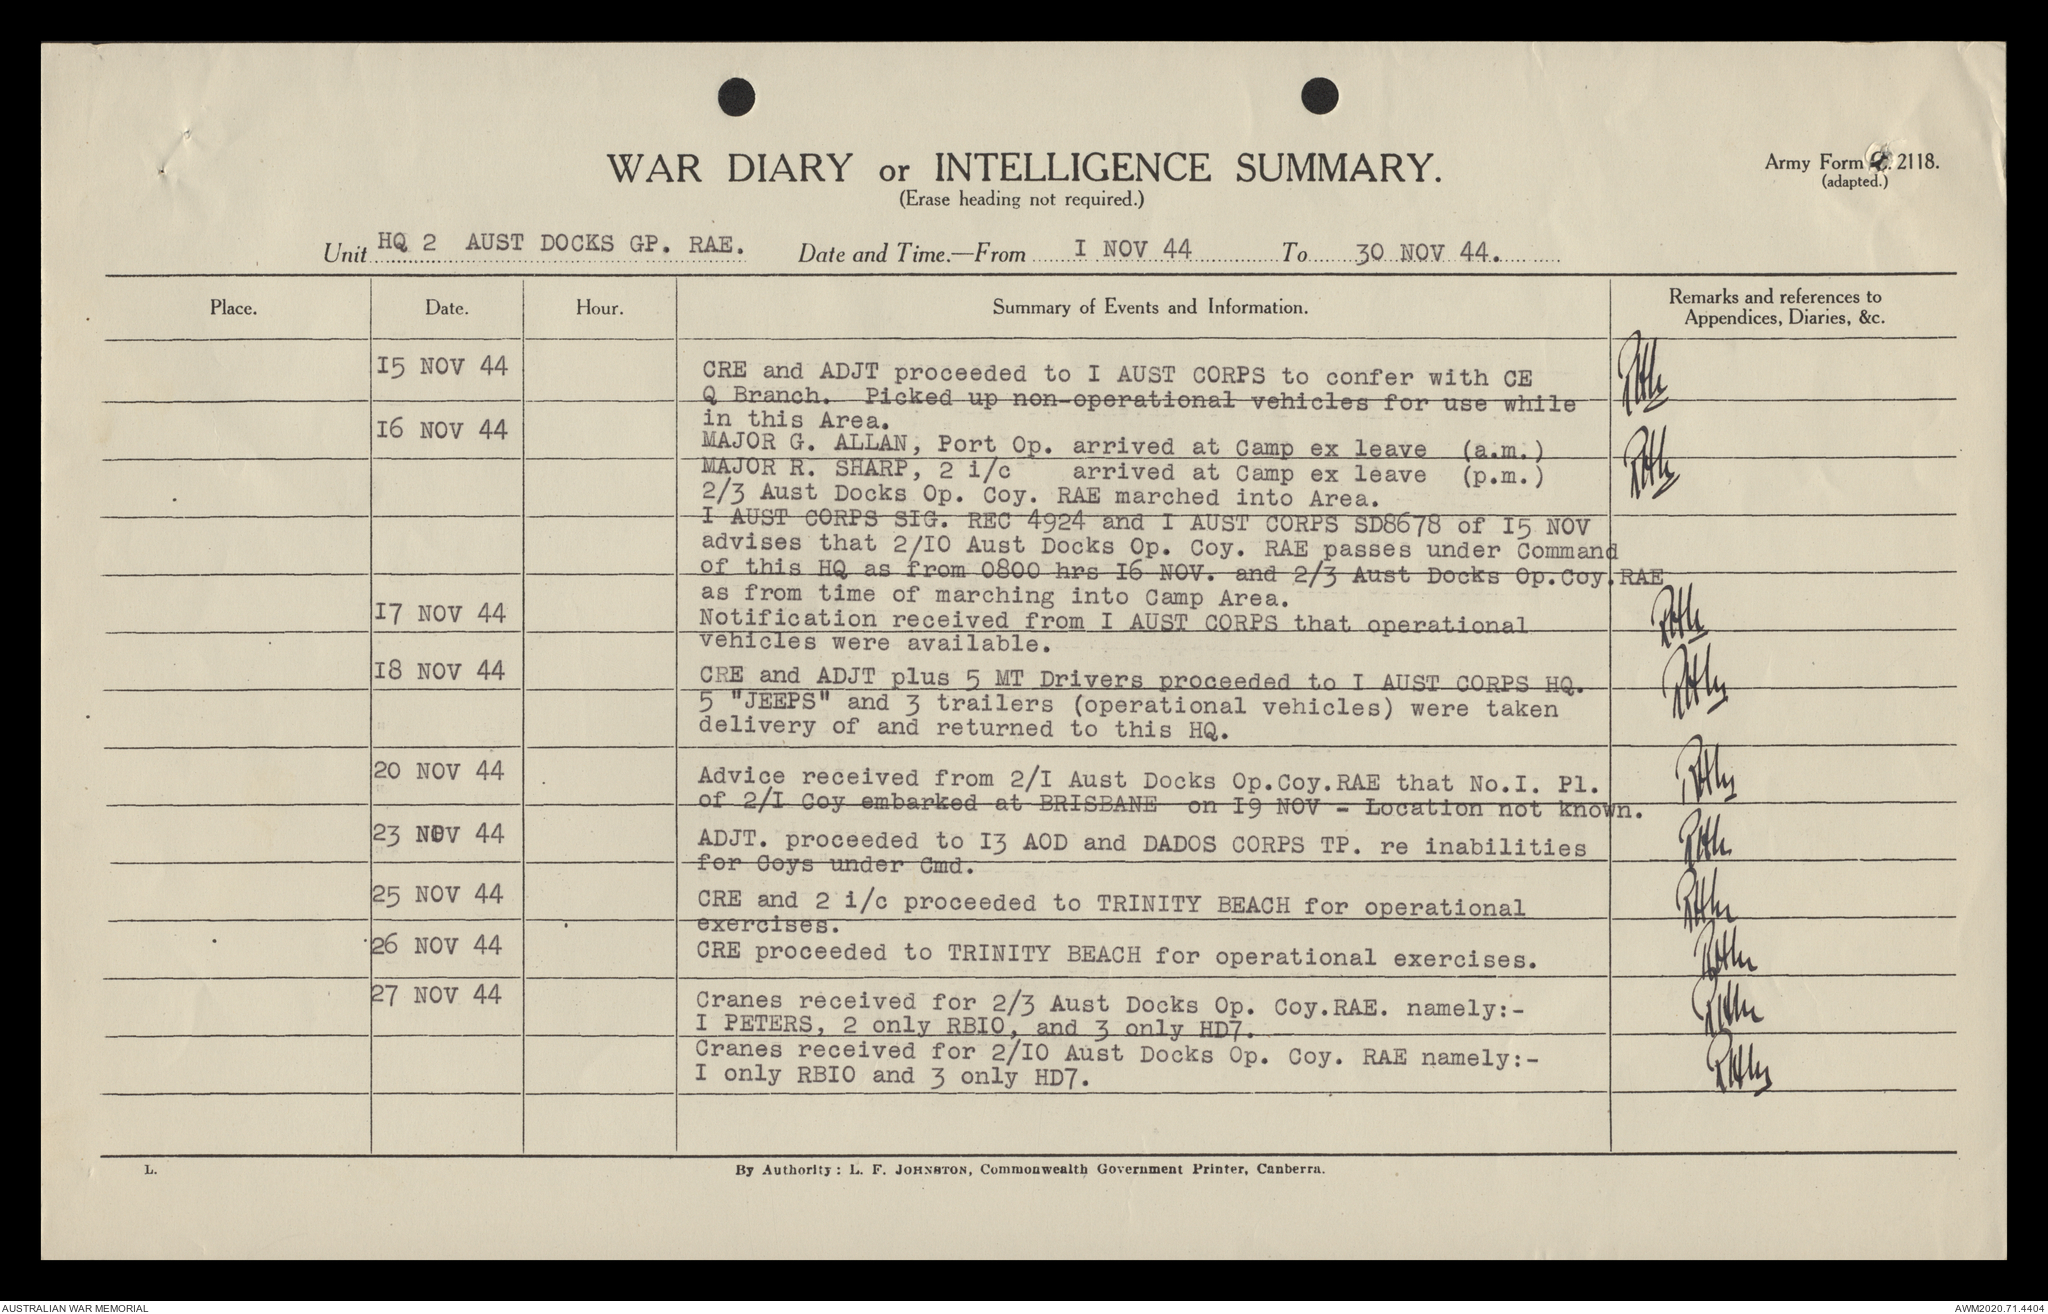 WAR DIARY or INTELLIGENCE SUMMARY.
(Erase heading not required.)
Army Form C. 2118.
(adapted.)
Unit HQ 2 AUST DOCKS GP. RAE. Date and Time.—From I NOV 44 To 30 NOV 44.
Place. Date. Hour. Summary of Events and Information. Remarks and references to
Appendices, Diaries, &c.
I5 NOV 44 CRE and ADJT proceeded to I AUST CORPS to confer with CE
Q Branch. Picked up non-operational vehicles for use while
in this Area.
I6 NOV 44 MAJOR G. ALLAN, Port Op. arrived at Camp ex leave (a.m.)
MAJOR R. SHARP, 2 i/c arrived at Camp ex leave (p.m.)
2/3 Aust Docks Op. Coy. RAE marched into Area.
I AUST CORPS SIG. REC 4924 and I AUST CORPS SD8678 of I5 NOV
advises that 2/IO Aust Docks Op. Coy. RAE passes under Command
of this HQ as from 0800 hrs I6 NOV. and 2/3 Aust Docks Op.Coy.RAE
as from time of marching into Camp Area.
I7 NOV 44 Notification received from I AUST CORPS that operational
vehicles were available.
I8 NOV 44 CRE and ADJT plus 5 MT Drivers proceeded to I AUST CORPS HQ.
5 "JEEPS" and 3 trailers (operational vehicles) were taken
delivery of and returned to this HQ.
20 NOV 44 Advice received from 2/I Aust Docks Op.Coy.RAE that No.I. Pl.
of 2/I Coy embarked at BRISBANE on I9 NOV - Location not known.
23 NOV 44 ADJT. proceeded to I3 AOD and DADOS CORPS TP. re inabilities
for Coys under Cmd.
25 NOV 44 CRE and 2 i/c proceeded to TRINITY BEACH for operational
exercises.
26 NOV 44 CRE proceeded to TRINITY BEACH for operational exercises.
27 NOV 44 Cranes received for 2/3 Aust Docks Op. Coy.RAE. namely:-
I PETERS, 2 only RBIO, and 3 only HD7.
Cranes received for 2/IO Aust Docks Op. Coy. RAE namely:-
I only RBIO and 3 only HD7.
L. By Authority: L. F. JOHNSTON, Commonwealth Government Printer, Canberra.
AUSTRALIAN WAR MEMORIAL AWM2020.71.4404